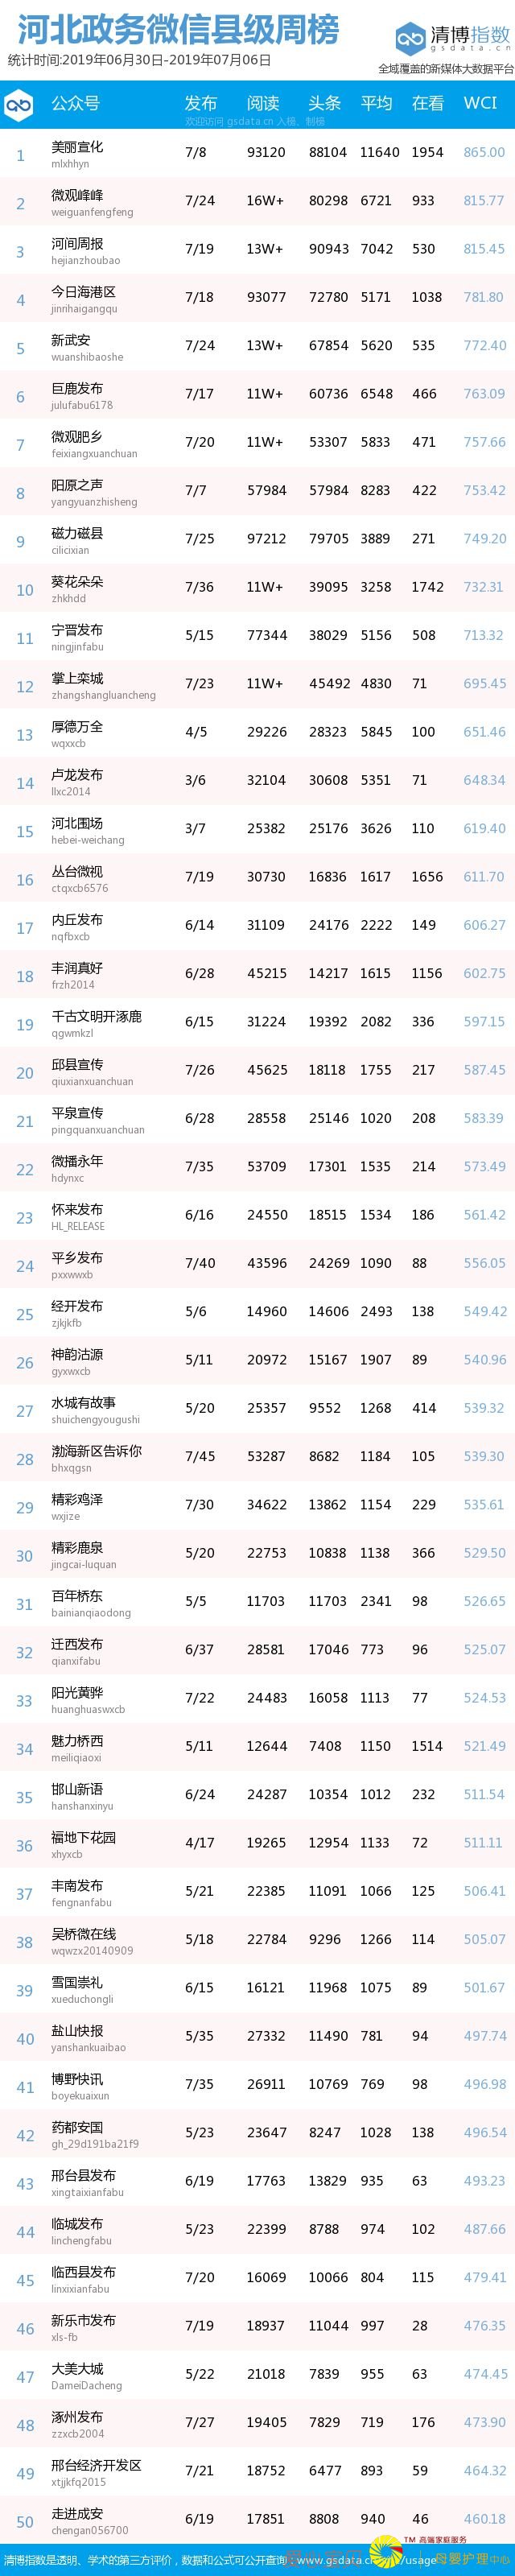 河北政务微信县级周榜
清博指数
gsdata.cn
统计时间:2019年06月30日-2019年07月06日
全域覆盖的新媒体大数据平台
公众号 发布 阅读 头条 平均 在看 WCI
欢迎访问 gsdata.cn 入榜、制榜
1 美丽宣化 7/8 93120 88104 11640 1954 865.00
mlxhhyn
2 微观峰峰 7/24 16W+ 80298 6721 933 815.77
weiguanfengfeng
3 河间周报 7/19 13W+ 90943 7042 530 815.45
hejianzhoubao
4 今日海港区 7/18 93077 72780 5171 1038 781.80
jinrihaigangqu
5 新武安 7/24 13W+ 67854 5620 535 772.40
wuanshibaoshe
6 巨鹿发布 7/17 11W+ 60736 6548 466 763.09
julufabu6178
7 微观肥乡 7/20 11W+ 53307 5833 471 757.66
feixiangxuanchuan
8 阳原之声 7/7 57984 57984 8283 422 753.42
yangyuanzhisheng
9 磁力磁县 7/25 97212 79705 3889 271 749.20
cilicixian
10 葵花朵朵 7/36 11W+ 39095 3258 1742 732.31
zhkhdd
11 宁晋发布 5/15 77344 38029 5156 508 713.32
ningjinfabu
12 掌上栾城 7/23 11W+ 45492 4830 71 695.45
zhangshangluancheng
13 厚德万全 4/5 29226 28323 5845 100 651.46
wqxxcb
14 卢龙发布 3/6 32104 30608 5351 71 648.34
llxc2014
15 河北围场 3/7 25382 25176 3626 110 619.40
hebei-weichang
16 丛台微视 7/19 30730 16836 1617 1656 611.70
ctqxcb6576
17 内丘发布 6/14 31109 24176 2222 149 606.27
nqfbxcb
18 丰润真好 6/28 45215 14217 1615 1156 602.75
frzh2014
19 千古文明开涿鹿 6/15 31224 19392 2082 336 597.15
qgwmkzl
20 邱县宣传 7/26 45625 18118 1755 217 587.45
qiuxianxuanchuan
21 平泉宣传 6/28 28558 25146 1020 208 583.39
pingquanxuanchuan
22 微播永年 7/35 53709 17301 1535 214 573.49
hdynxc
23 怀来发布 6/16 24550 18515 1534 186 561.42
HL_RELEASE
24 平乡发布 7/40 43596 24269 1090 88 556.05
pxxwwxb
25 经开发布 5/6 14960 14606 2493 138 549.42
zjkjkfb
26 神韵沽源 5/11 20972 15167 1907 89 540.96
gyxwxcb
27 水城有故事 5/20 25357 9552 1268 414 539.32
shuichengyougushi
28 渤海新区告诉你 7/45 53287 8682 1184 105 539.30
bhxqgsn
29 精彩鸡泽 7/30 34622 13862 1154 229 535.61
wxjize
30 精彩鹿泉 5/20 22753 10838 1138 366 529.50
jingcai-luquan
31 百年桥东 5/5 11703 11703 2341 98 526.65
bainianqiaodong
32 迁西发布 6/37 28581 17046 773 96 525.07
qianxifabu
33 阳光黄骅 7/22 24483 16058 1113 77 524.53
huanghuaswxcb
34 魅力桥西 5/11 12644 7408 1150 1514 521.49
meiliqiaoxi
35 邯山新语 6/24 24287 10354 1012 232 511.54
hanshanxinyu
36 福地下花园 4/17 19265 12954 1133 72 511.11
xhyxcb
37 丰南发布 5/21 22385 11091 1066 125 506.41
fengnanfabu
38 吴桥微在线 5/18 22784 9296 1266 114 505.07
wqwzx20140909
39 雪国崇礼 6/15 16121 11968 1075 89 501.67
xueduchongli
40 盐山快报 5/35 27332 11490 781 94 497.74
yanshankuaibao
41 博野快讯 7/35 26911 10769 769 98 496.98
boyekuaixun
42 药都安国 5/23 23647 8247 1028 138 496.54
gh_29d191ba21f9
43 邢台县发布 6/19 17763 13829 935 63 493.23
xingtaixianfabu
44 临城发布 5/23 22399 8788 974 102 487.66
linchengfabu
45 临西县发布 7/20 16069 10066 804 115 479.41
linxixianfabu
46 新乐市发布 7/19 18937 11044 997 28 476.35
xls-fb
47 大美大城 5/22 21018 7839 955 63 474.45
DameiDacheng
48 涿州发布 7/27 19405 7829 719 176 473.90
zzxcb2004
49 邢台经济开发区 7/21 18752 6477 893 59 464.32
xtjjkfq2015
50 走进成安 6/19 17851 8808 940 46 460.18
chengan056700
TM 高端家庭服务
清博指数是透明、学术的第三方评价，数据和公式可公开查询 www.gsdata.c /usage
母婴护理中心